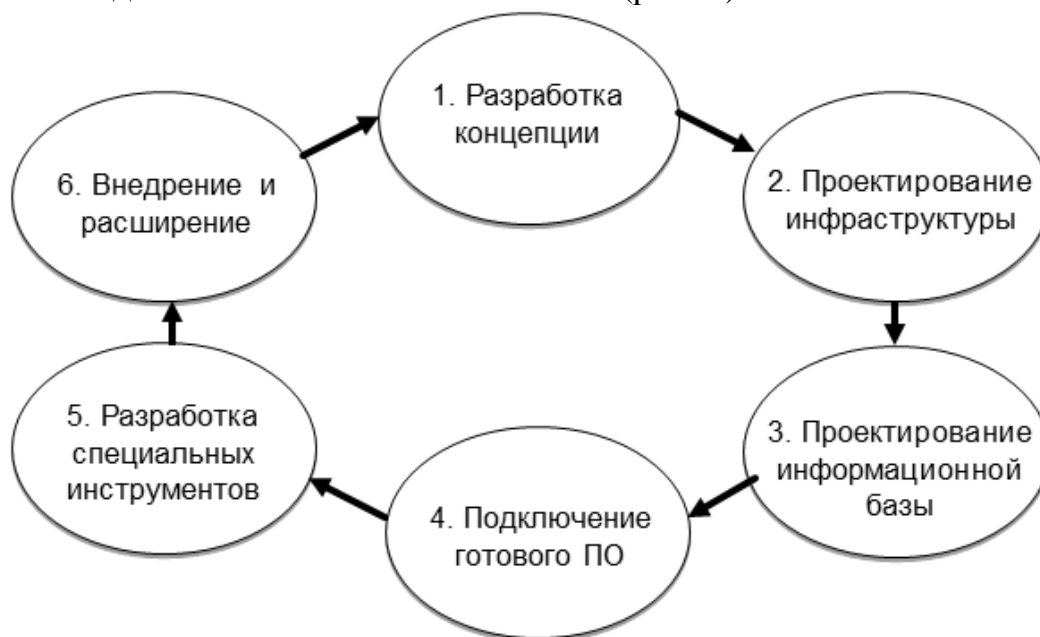 1. Разработка
концепции
2. Проектирование
инфраструктуры
3. Проектирование
информационной
базы
4. Подключение
готового ПО
5. Разработка
специальных
инструментов
6. Внедрение и
расширение